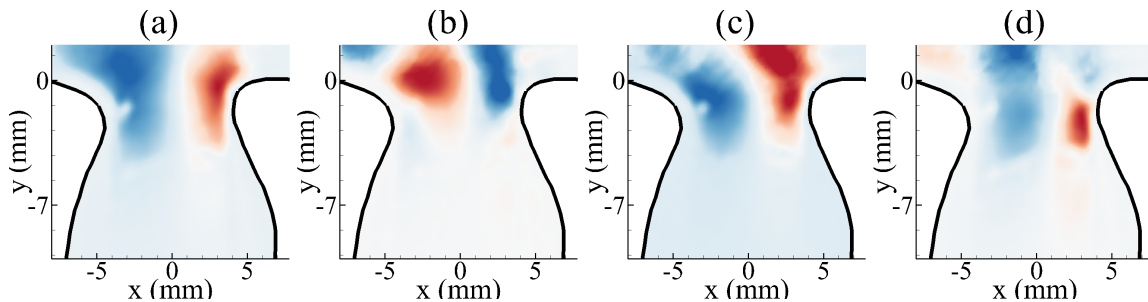 (a) (b) (c) (d)
0 0 0 0
y (mm) y (mm) y (mm) y (mm)
-7 -7 -7 -7
-5 0 5 -5 0 5 -5 0 5 -5 0 5
x (mm) x (mm) x (mm) x (mm)